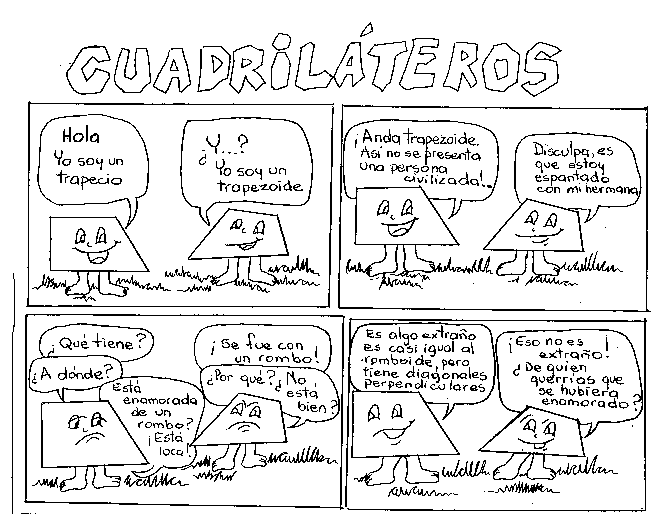 CUADRILÁTEROS
Hola
Yo soy un
trapecio
¿Y...?
Yo soy un
trapezoide
¡Anda trapezoide.
Así no se presenta
una persona
civilizada!.
Disculpa, es
que estoy
espantado
con mi hermana
¿Qué tiene?
¡Se fue con
un rombo!
¿A dónde?
¿Por qué? ¿No
está
bien?
Está
enamorada
de un
rombo?
¡Está
loca!
Es algo extraño
es casi igual al
romboide, pero
tiene diagonales
perpendiculares
¡Eso no es
extraño!
¿De quien
querrias que
se hubiera
enamorado?